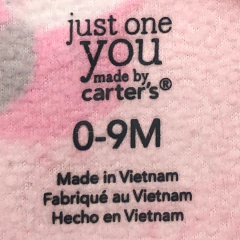 just one
you
made by
carter's®
0-9M
Made in Vietnam
Fabriqué au Vietnam
Hecho en Vietnam